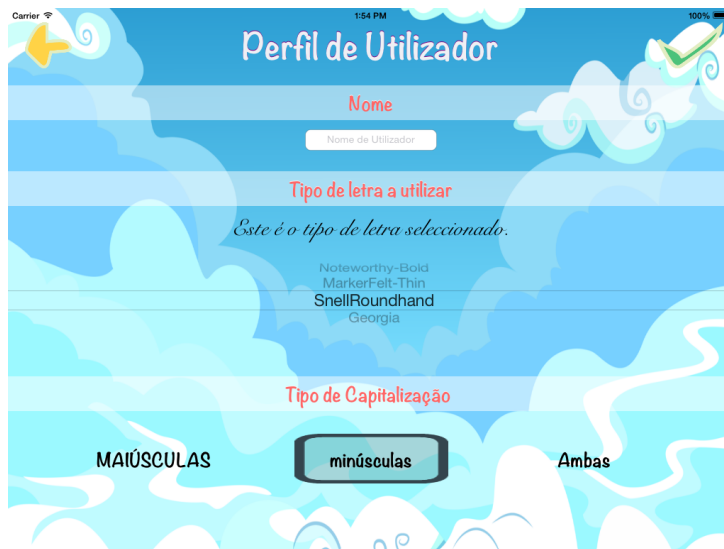 Carrier 1:54 PM 100%
Perfil de Utilizador
Nome
Nome de Utilizador
Tipo de letra a utilizar
Este é o tipo de letra seleccionado.
Noteworthy-Bold
MarkerFelt-Thin
SnellRoundhand
Georgia
Tipo de Capitalização
MAIÚSCULAS minúsculas Ambas